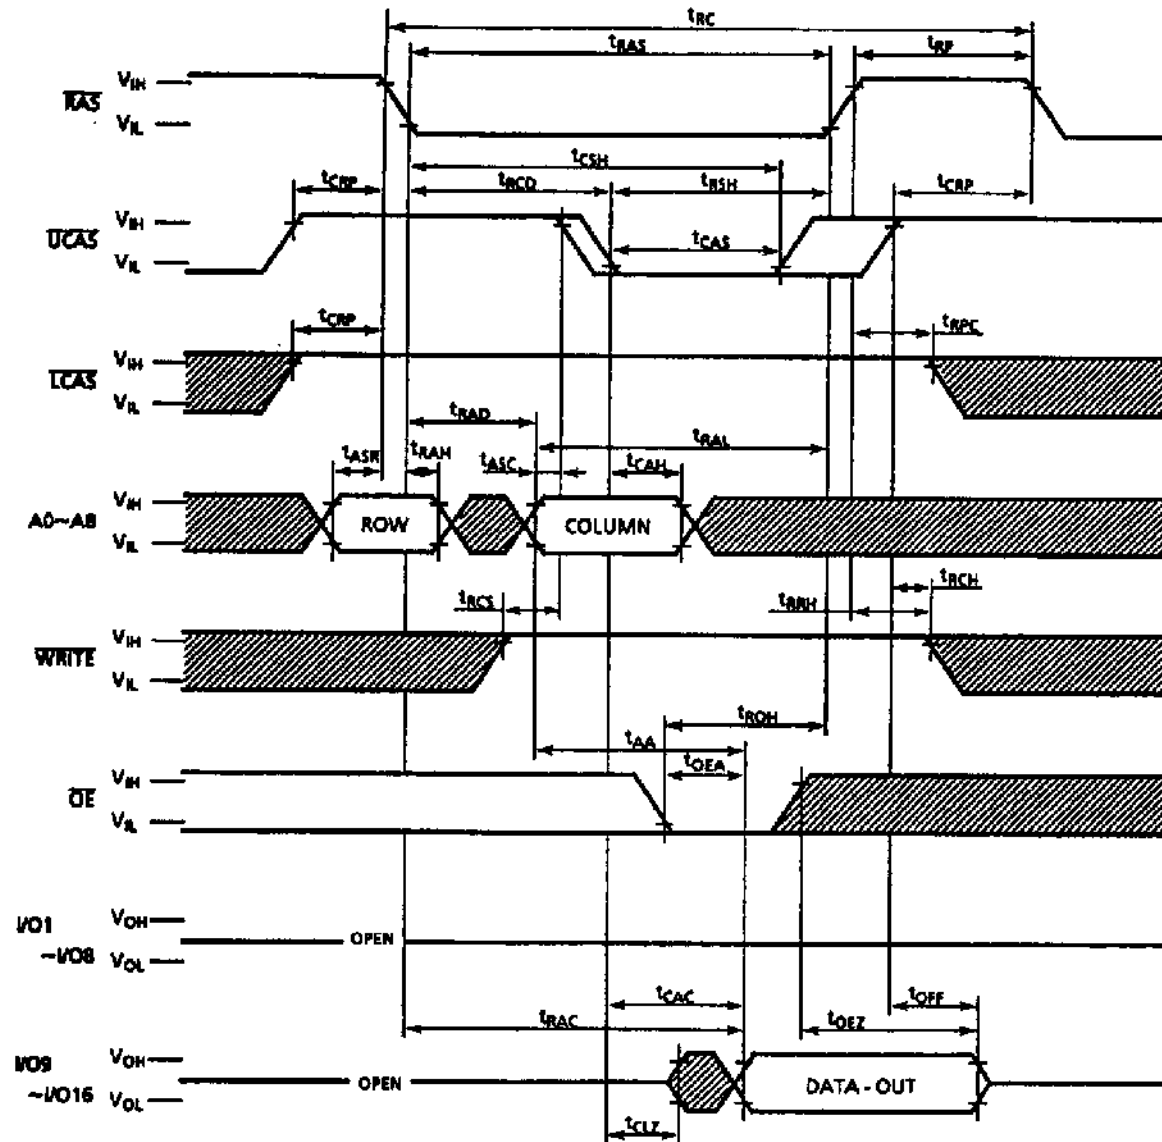 tRC
tRAS
tRP
RAS
VIH
VIL
tCSH
tCRP
tRCD
tRSH
tCRP
UCAS
VIH
VIL
tCAS
tCRP
tRPC
LCAS
VIH
VIL
tRAD
tRAL
tASR
tRAH
tASC
tCAH
A0~A8
VIH
VIL
ROW
COLUMN
tRCS
tRRH
tRCH
WRITE
VIH
VIL
tROH
tAA
tOEA
OE
VIH
VIL
I/O1
~I/O8
VOH
VOL
OPEN
tCAC
tOFF
tRAC
tOEZ
I/O9
~I/O16
VOH
VOL
OPEN
DATA - OUT
tCLZ